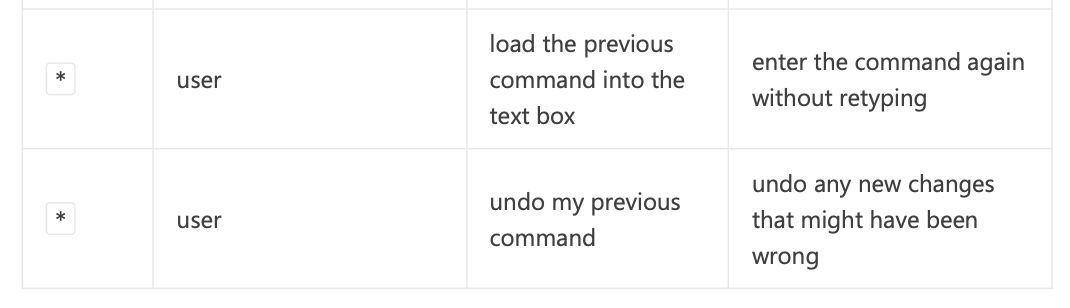 *
user
load the previous
command into the
text box
enter the command again
without retyping
*
user
undo my previous
command
undo any new changes
that might have been
wrong